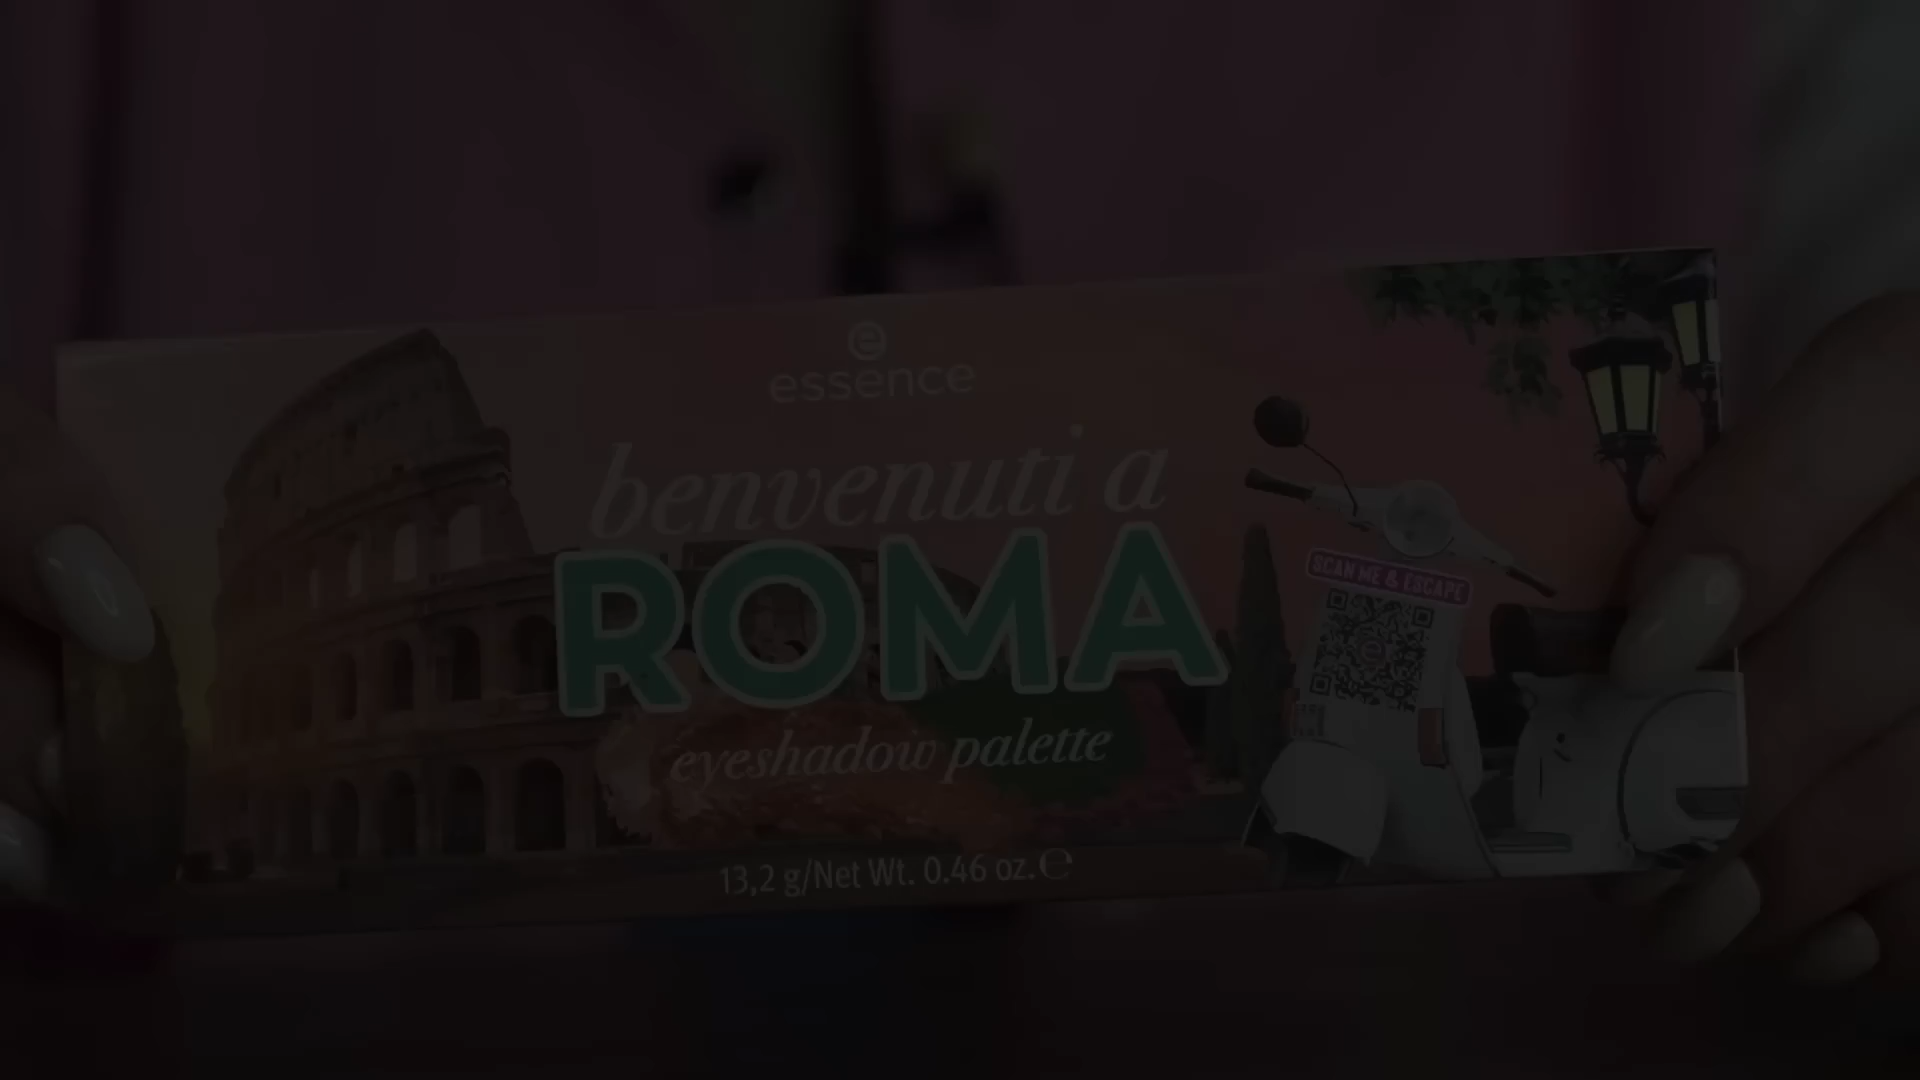 e
essence
benvenuti a
ROMA
eyeshadow palette
13,2 g/Net Wt. 0.46 oz. ℮
SCAN ME & ESCAPE
e